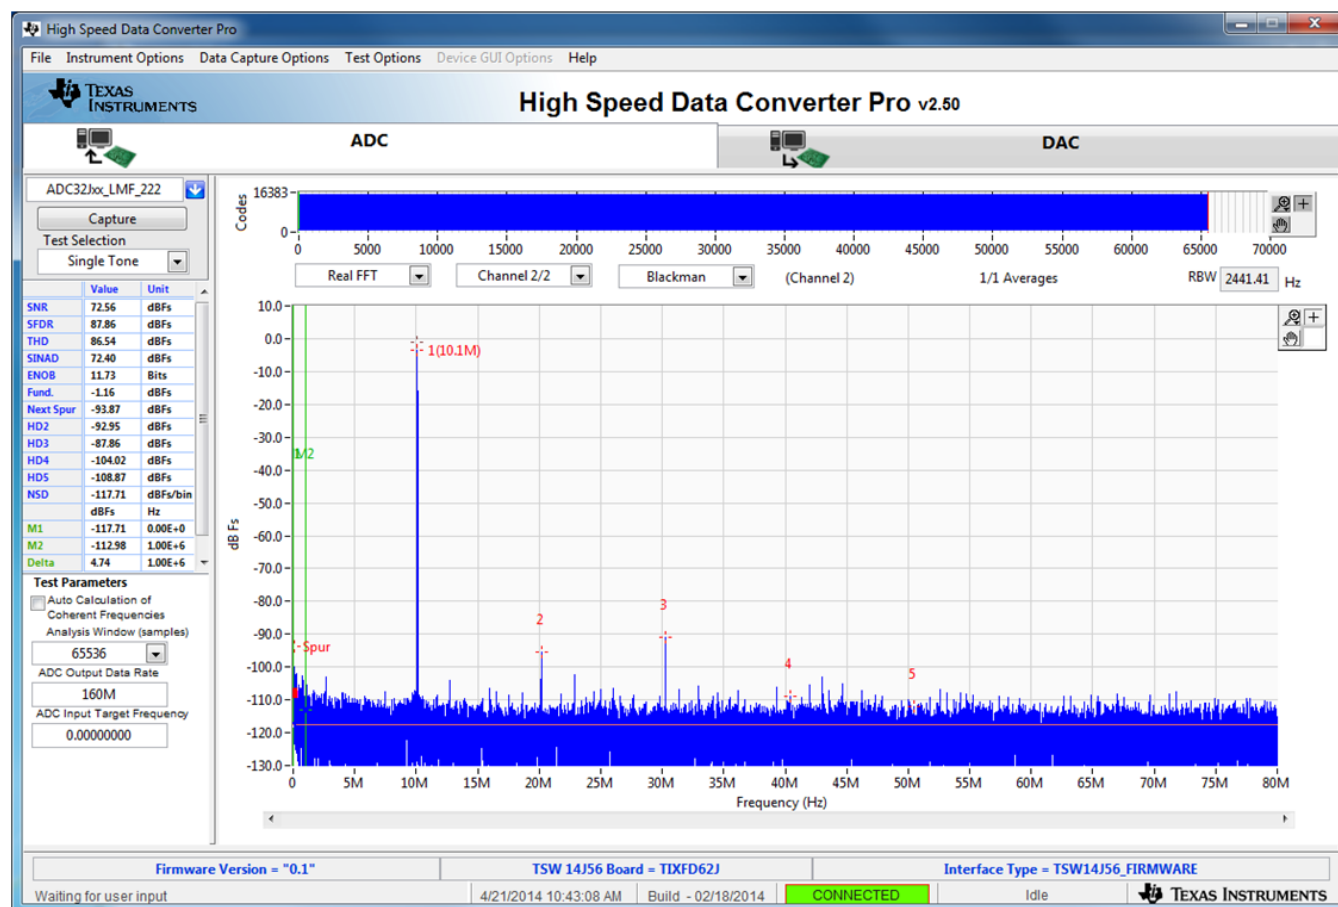 High Speed Data Converter Pro
File Instrument Options Data Capture Options Test Options Device GUI Options Help
TEXAS
INSTRUMENTS
High Speed Data Converter Pro v2.50
ADC
DAC
ADC32Jxx_LMF_222
Capture
Test Selection
Single Tone
Value Unit
SNR 72.56 dBFs
SFDR 87.86 dBFs
THD 86.54 dBFs
SINAD 72.40 dBFs
ENOB 11.73 Bits
Fund. -1.16 dBFs
Next Spur -93.87 dBFs
HD2 -92.95 dBFs
HD3 -87.86 dBFs
HD4 -104.02 dBFs
HD5 -108.87 dBFs
NSD -117.71 dBFs/bin
dBFs Hz
M1 -117.71 0.00E+0
M2 -112.98 1.00E+6
Delta 4.74 1.00E+6
Test Parameters
Auto Calculation of
Coherent Frequencies
Analysis Window (samples)
65536
ADC Output Data Rate
160M
ADC Input Target Frequency
0.00000000
Codes
16383
0
0 5000 10000 15000 20000 25000 30000 35000 40000 45000 50000 55000 60000 65000 70000
Real FFT Channel 2/2 Blackman (Channel 2) 1/1 Averages RBW 2441.41 Hz
dB Fs
10.0
0.0
-10.0
-20.0
-30.0
-40.0
-50.0
-60.0
-70.0
-80.0
-90.0
-100.0
-110.0
-120.0
-130.0
1(10.1M)
M2
2
3
4
5
Spur
0 5M 10M 15M 20M 25M 30M 35M 40M 45M 50M 55M 60M 65M 70M 75M 80M
Frequency (Hz)
Firmware Version = "0.1" TSW 14J56 Board = TIXFD62J Interface Type = TSW14J56_FIRMWARE
Waiting for user input 4/21/2014 10:43:08 AM Build - 02/18/2014 CONNECTED Idle TEXAS INSTRUMENTS